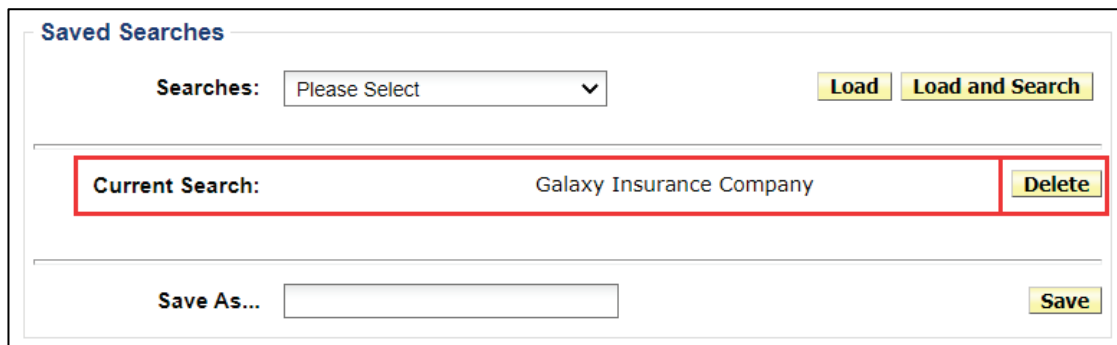 Saved Searches
Searches: Please Select Load Load and Search
Current Search: Galaxy Insurance Company Delete
Save As... Save